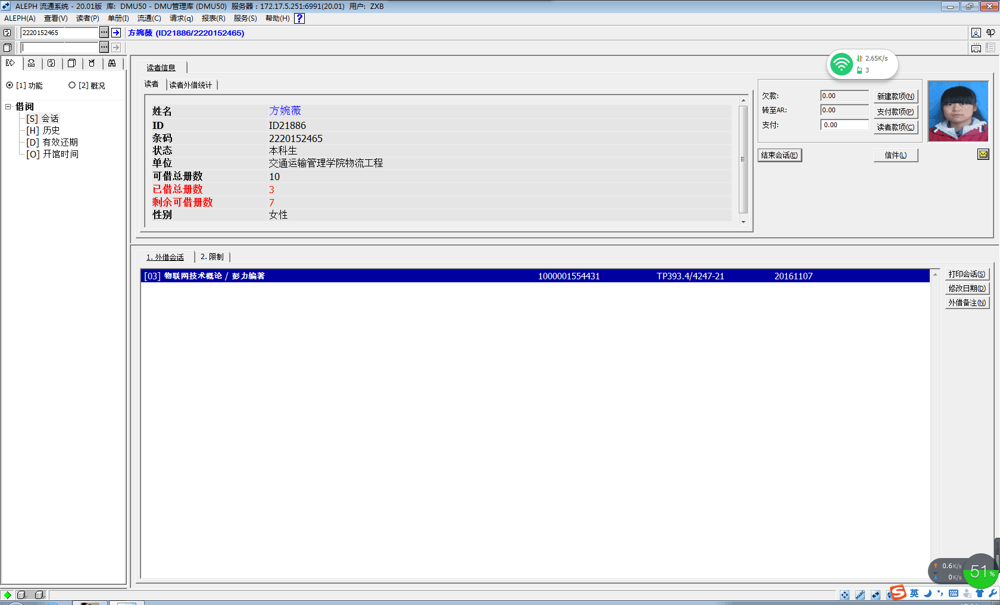 ALEPH 流通系统 - 20.01版 库: DMU50 - DMU管理库 (DMU50) 服务器 : 172.17.5.251:6991(20.01) 用户: ZXB
ALEPH(A) 查看(V) 读者(P) 单册(I) 流通(C) 请求(q) 报表(R) 服务(S) 帮助(H) ?
2220152465 ... 方婉薇 (ID21886/2220152465)
...
[1] 功能 [2] 概况
借阅
[S] 会话
[H] 历史
[D] 有效还期
[O] 开馆时间
读者信息
读者 读者外借统计
姓名 方婉薇
ID ID21886
条码 2220152465
状态 本科生
单位 交通运输管理学院物流工程
可借总册数 10
已借总册数 3
剩余可借册数 7
性别 女性
欠款: 0.00 新建款项(N)
转至AR: 0.00 支付款项(P)
支付: 0.00 读者款项(C)
结束会话(E) 信件(L)
2.65K/s
3
1. 外借会话 2. 限制
[03] 物联网技术概论 / 彭力编著 1000001554431 TP393.4/4247-21 20161107
打印会话(S)
修改日期(D)
外借备注(N)
0.6K/s
0K/s
51%
英